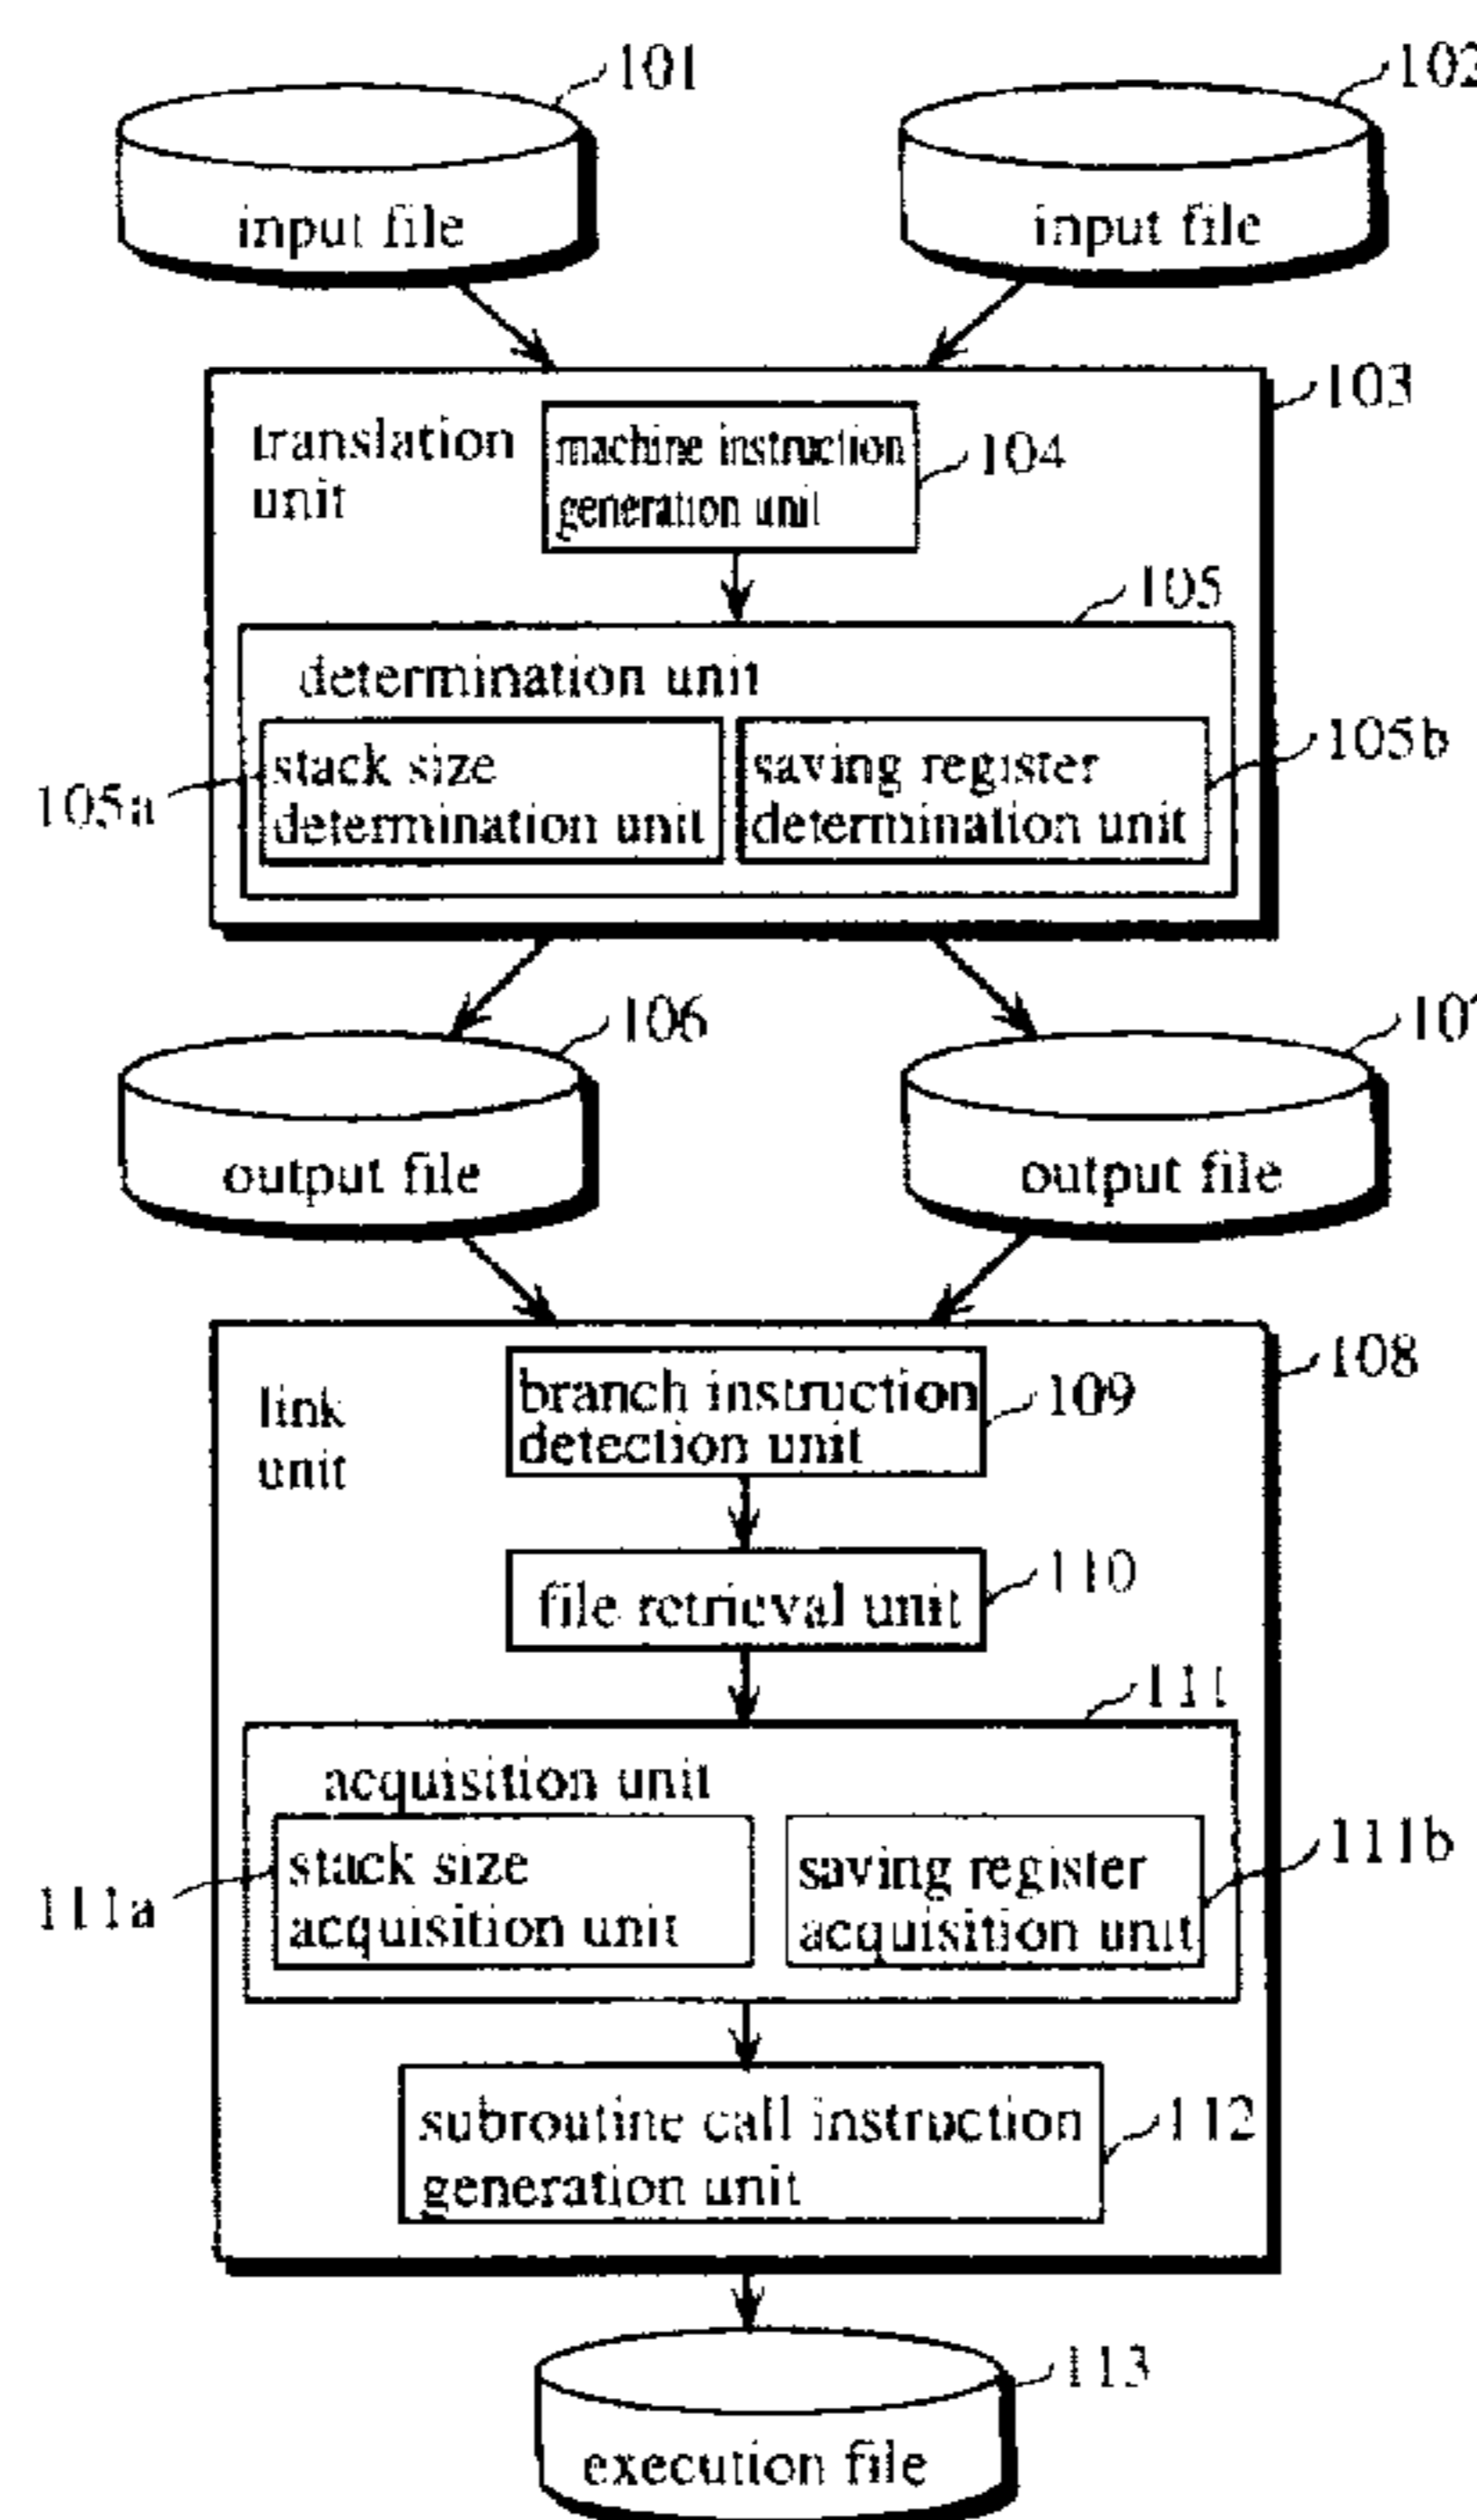 101
102
input file
input file
103
translation
unit
machine instruction
generation unit
104
105
determination unit
stack size
determination unit
saving register
determination unit
105a
105b
106
output file
output file
108
link
unit
branch instruction
detection unit
109
file retrieval unit
110
111
acquisition unit
stack size
acquisition unit
saving register
acquisition unit
111a
111b
subroutine call instruction
generation unit
112
113
execution file